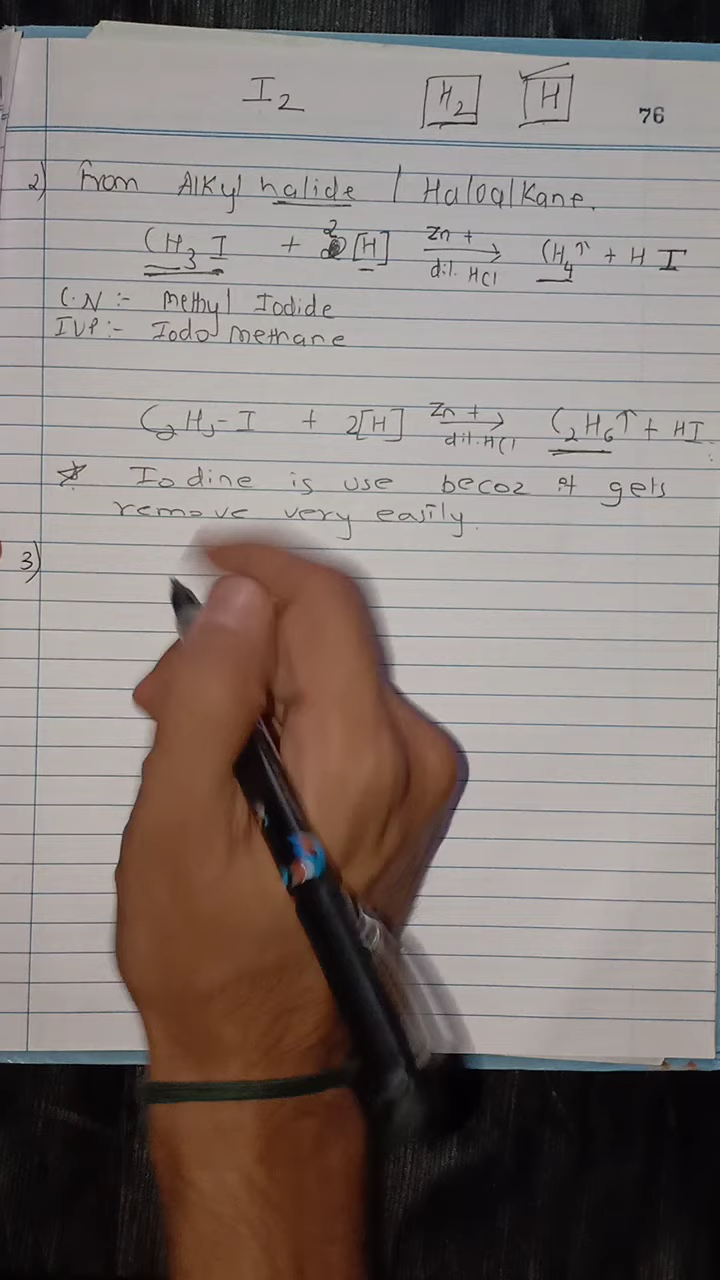 I2 H2 H 76
2) From Alkyl halide / Haloalkane.
CH3I + 2[H] Zn + dil. HCl → CH4↑ + HI
C.N :- Methyl Iodide
IUP :- Iodo methane
C2H5-I + 2[H] Zn + dil. HCl → C2H6↑ + HI
* Iodine is use becoz it gets
remove very easily.
3)